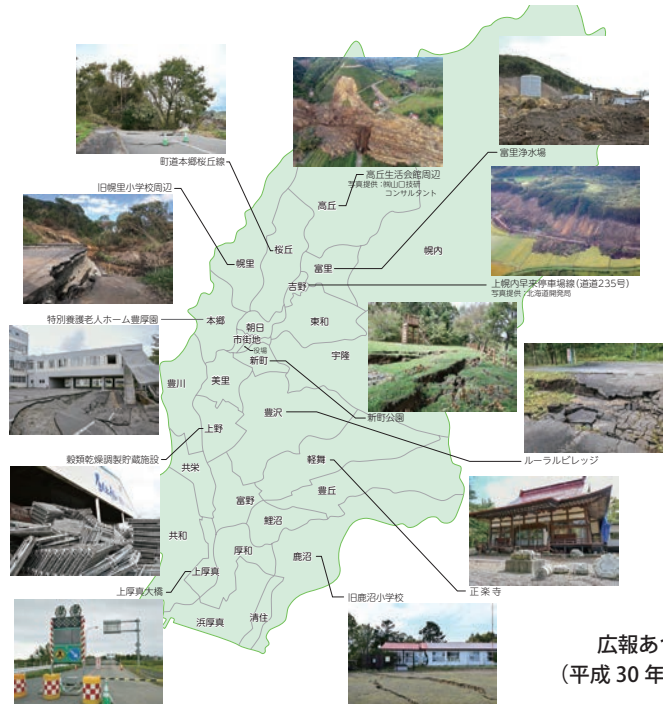 町道本郷桜丘線
高丘生活会館周辺
写真提供：㈱山口技研
コンサルタント
富里浄水場
旧幌里小学校周辺
高丘
桜丘
幌内
幌里
富里
吉野
上幌内早来停車場線（道道235号）
写真提供：北海道開発局
特別養護老人ホーム豊厚園
本郷
朝日
東和
市街地
役場
新町
宇隆
豊川
美里
豊沢
新町公園
上野
穀類乾燥調製貯蔵施設
軽舞
ルーラルビレッジ
共栄
豊丘
富野
鯉沼
共和
厚和
鹿沼
上厚真
上厚真大橋
旧鹿沼小学校
正楽寺
浜厚真
清住
広報あつ
（平成 30 年